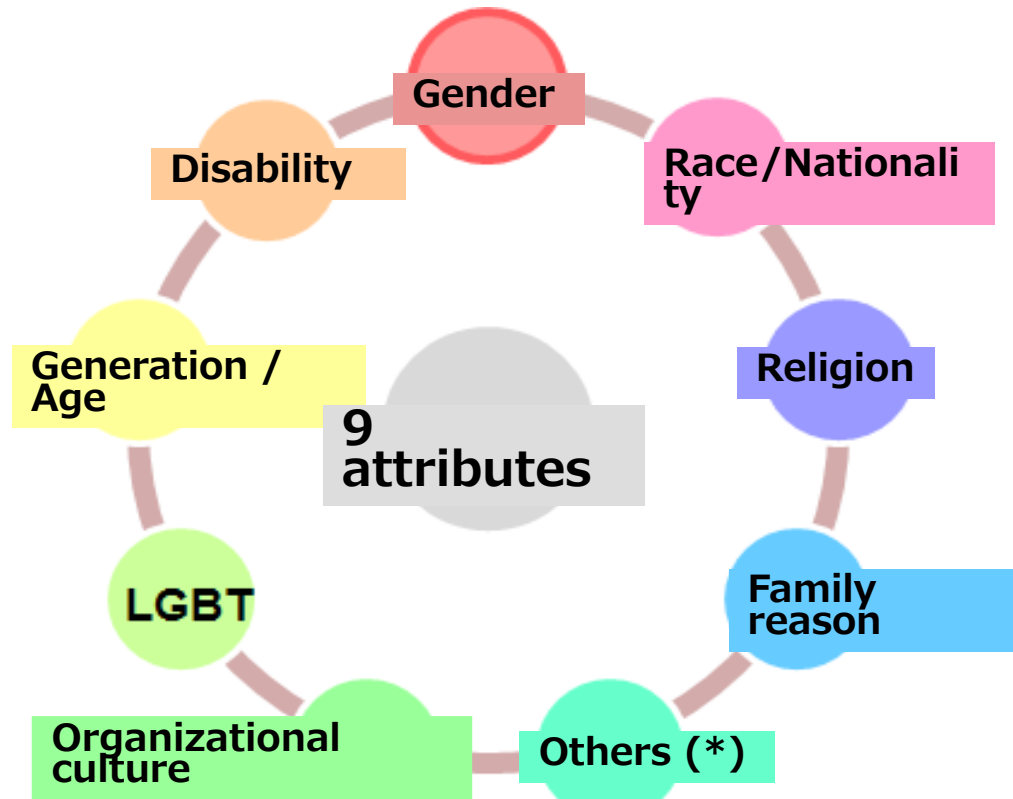 Gender
Disability
Race/Nationali
ty
Generation /
Age
Religion
9
attributes
LGBT
Family
reason
Organizational
culture
Others (*)